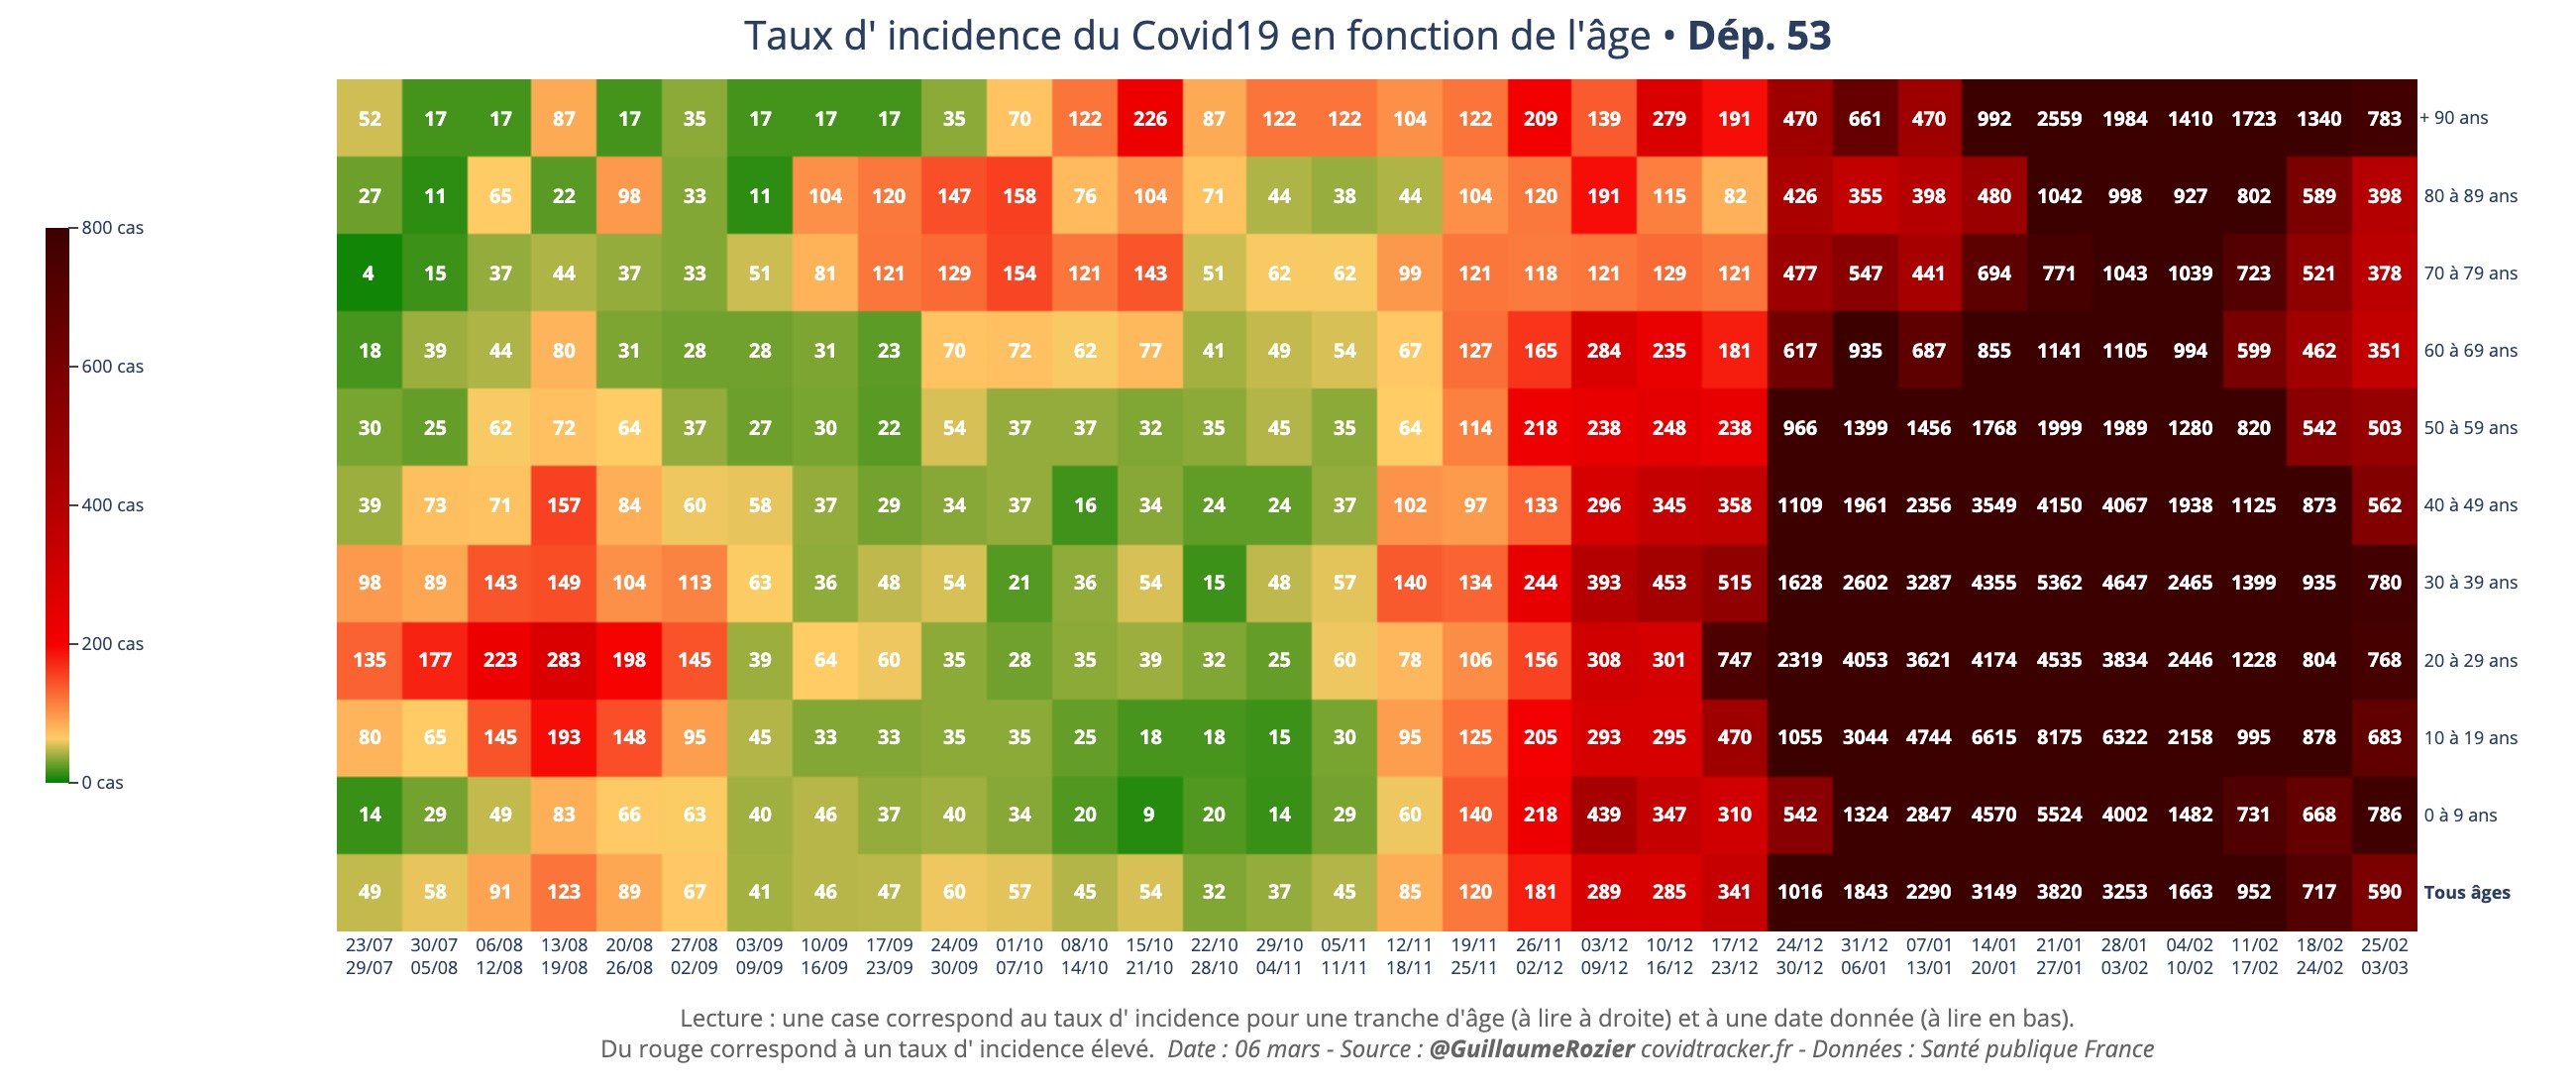 Taux d' incidence du Covid19 en fonction de l'âge • Dép. 53
800 cas
600 cas
400 cas
200 cas
0 cas
52 17 17 87 17 35 17 17 17 35 70 122 226 87 122 122 104 122 209 139 279 191 470 661 470 992 2559 1984 1410 1723 1340 783 + 90 ans
27 11 65 22 98 33 11 104 120 147 158 76 104 71 44 38 44 104 120 191 115 82 426 355 398 480 1042 998 927 802 589 398 80 à 89 ans
4 15 37 44 37 33 51 81 121 129 154 121 143 51 62 62 99 121 118 121 129 121 477 547 441 694 771 1043 1039 723 521 378 70 à 79 ans
18 39 44 80 31 28 28 31 23 70 72 62 77 41 49 54 67 127 165 284 235 181 617 935 687 855 1141 1105 994 599 462 351 60 à 69 ans
30 25 62 72 64 37 27 30 22 54 37 37 32 35 45 35 64 114 218 238 248 238 966 1399 1456 1768 1999 1989 1280 820 542 503 50 à 59 ans
39 73 71 157 84 60 58 37 29 34 37 16 34 24 24 37 102 97 133 296 345 358 1109 1961 2356 3549 4150 4067 1938 1125 873 562 40 à 49 ans
98 89 143 149 104 113 63 36 48 54 21 36 54 15 48 57 140 134 244 393 453 515 1628 2602 3287 4355 5362 4647 2465 1399 935 780 30 à 39 ans
135 177 223 283 198 145 39 64 60 35 28 35 39 32 25 60 78 106 156 308 301 747 2319 4053 3621 4174 4535 3834 2446 1228 804 768 20 à 29 ans
80 65 145 193 148 95 45 33 33 35 35 25 18 18 15 30 95 125 205 293 295 470 1055 3044 4744 6615 8175 6322 2158 995 878 683 10 à 19 ans
14 29 49 83 66 63 40 46 37 40 34 20 9 20 14 29 60 140 218 439 347 310 542 1324 2847 4570 5524 4002 1482 731 668 786 0 à 9 ans
49 58 91 123 89 67 41 46 47 60 57 45 54 32 37 45 85 120 181 289 285 341 1016 1843 2290 3149 3820 3253 1663 952 717 590 Tous âges
23/07 30/07 06/08 13/08 20/08 27/08 03/09 10/09 17/09 24/09 01/10 08/10 15/10 22/10 29/10 05/11 12/11 19/11 26/11 03/12 10/12 17/12 24/12 31/12 07/01 14/01 21/01 28/01 04/02 11/02 18/02 25/02
29/07 05/08 12/08 19/08 26/08 02/09 09/09 16/09 23/09 30/09 07/10 14/10 21/10 28/10 04/11 11/11 18/11 25/11 02/12 09/12 16/12 23/12 30/12 06/01 13/01 20/01 27/01 03/02 10/02 17/02 24/02 03/03
Lecture : une case correspond au taux d' incidence pour une tranche d'âge (à lire à droite) et à une date donnée (à lire en bas).
Du rouge correspond à un taux d' incidence élevé. Date : 06 mars - Source : @GuillaumeRozier covidtracker.fr - Données : Santé publique France